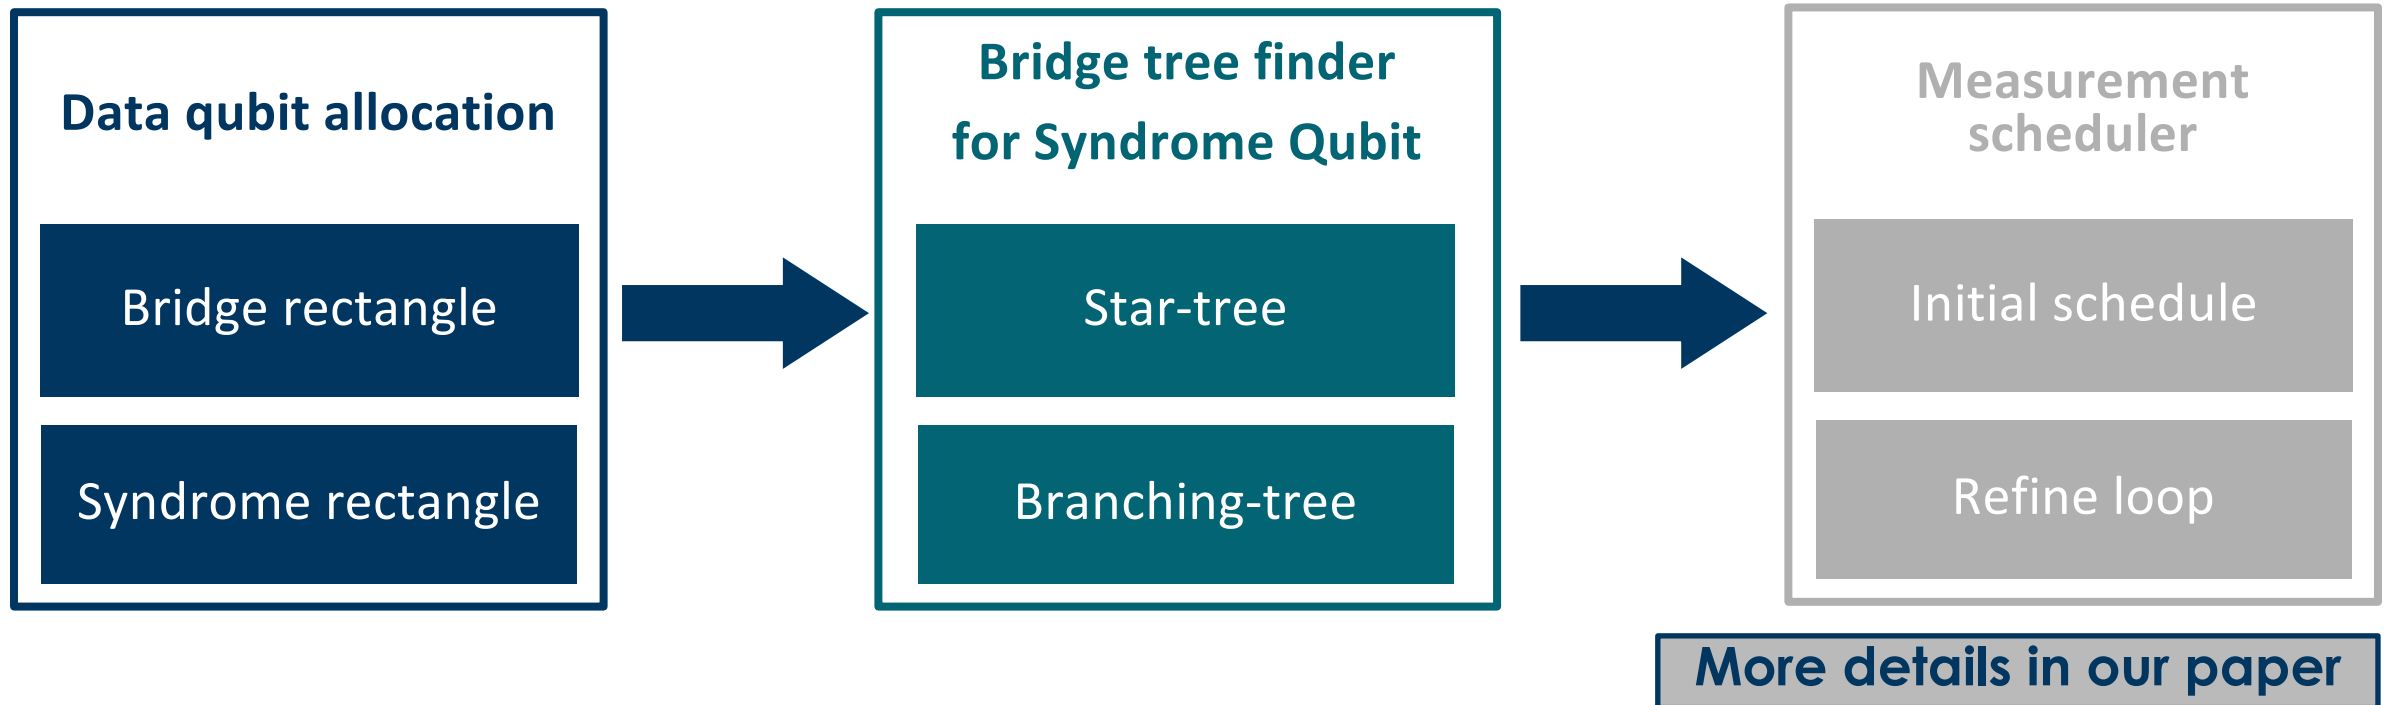 Data qubit allocation
Bridge rectangle
Syndrome rectangle
Bridge tree finder
for Syndrome Qubit
Star-tree
Branching-tree
Measurement
scheduler
Initial schedule
Refine loop
More details in our paper